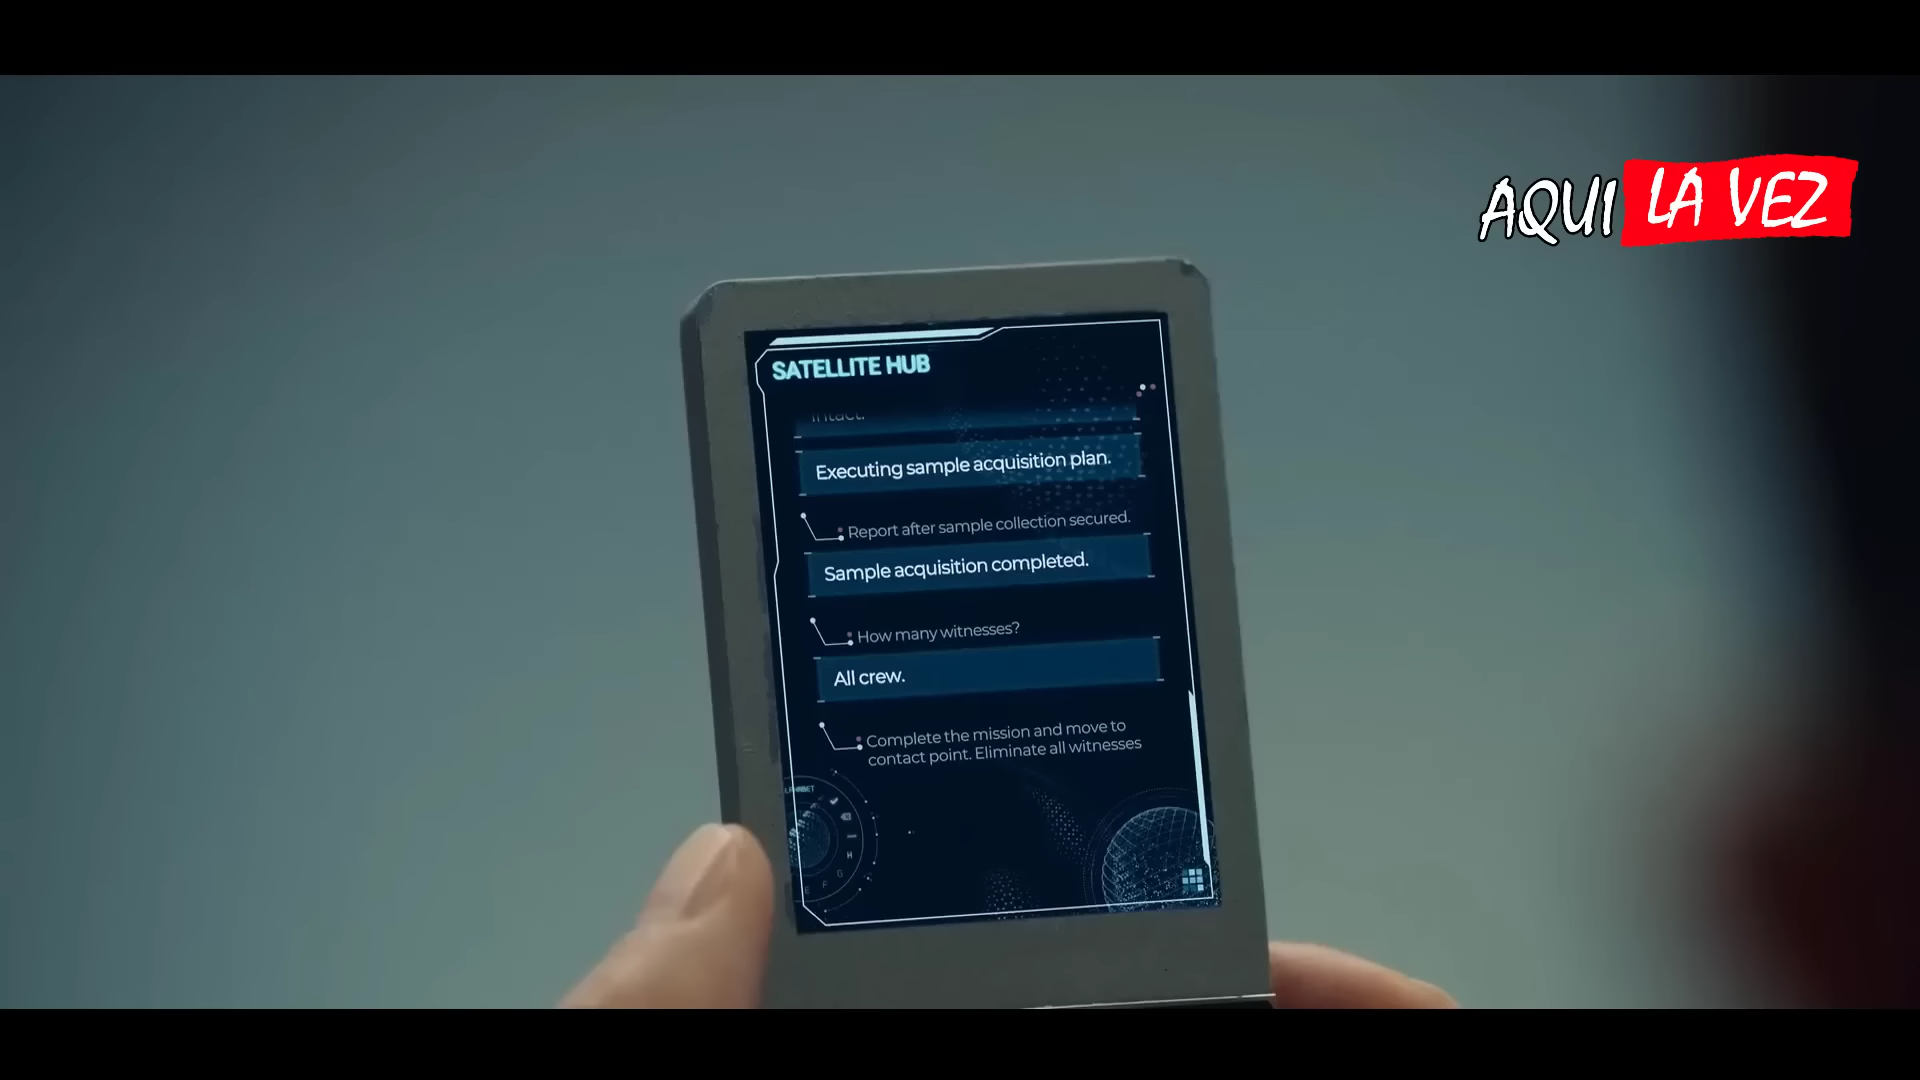 AQUI LA VEZ
SATELLITE HUB
intact.
Executing sample acquisition plan.
Report after sample collection secured.
Sample acquisition completed.
How many witnesses?
All crew.
Complete the mission and move to
contact point. Eliminate all witnesses
H
G
F
E